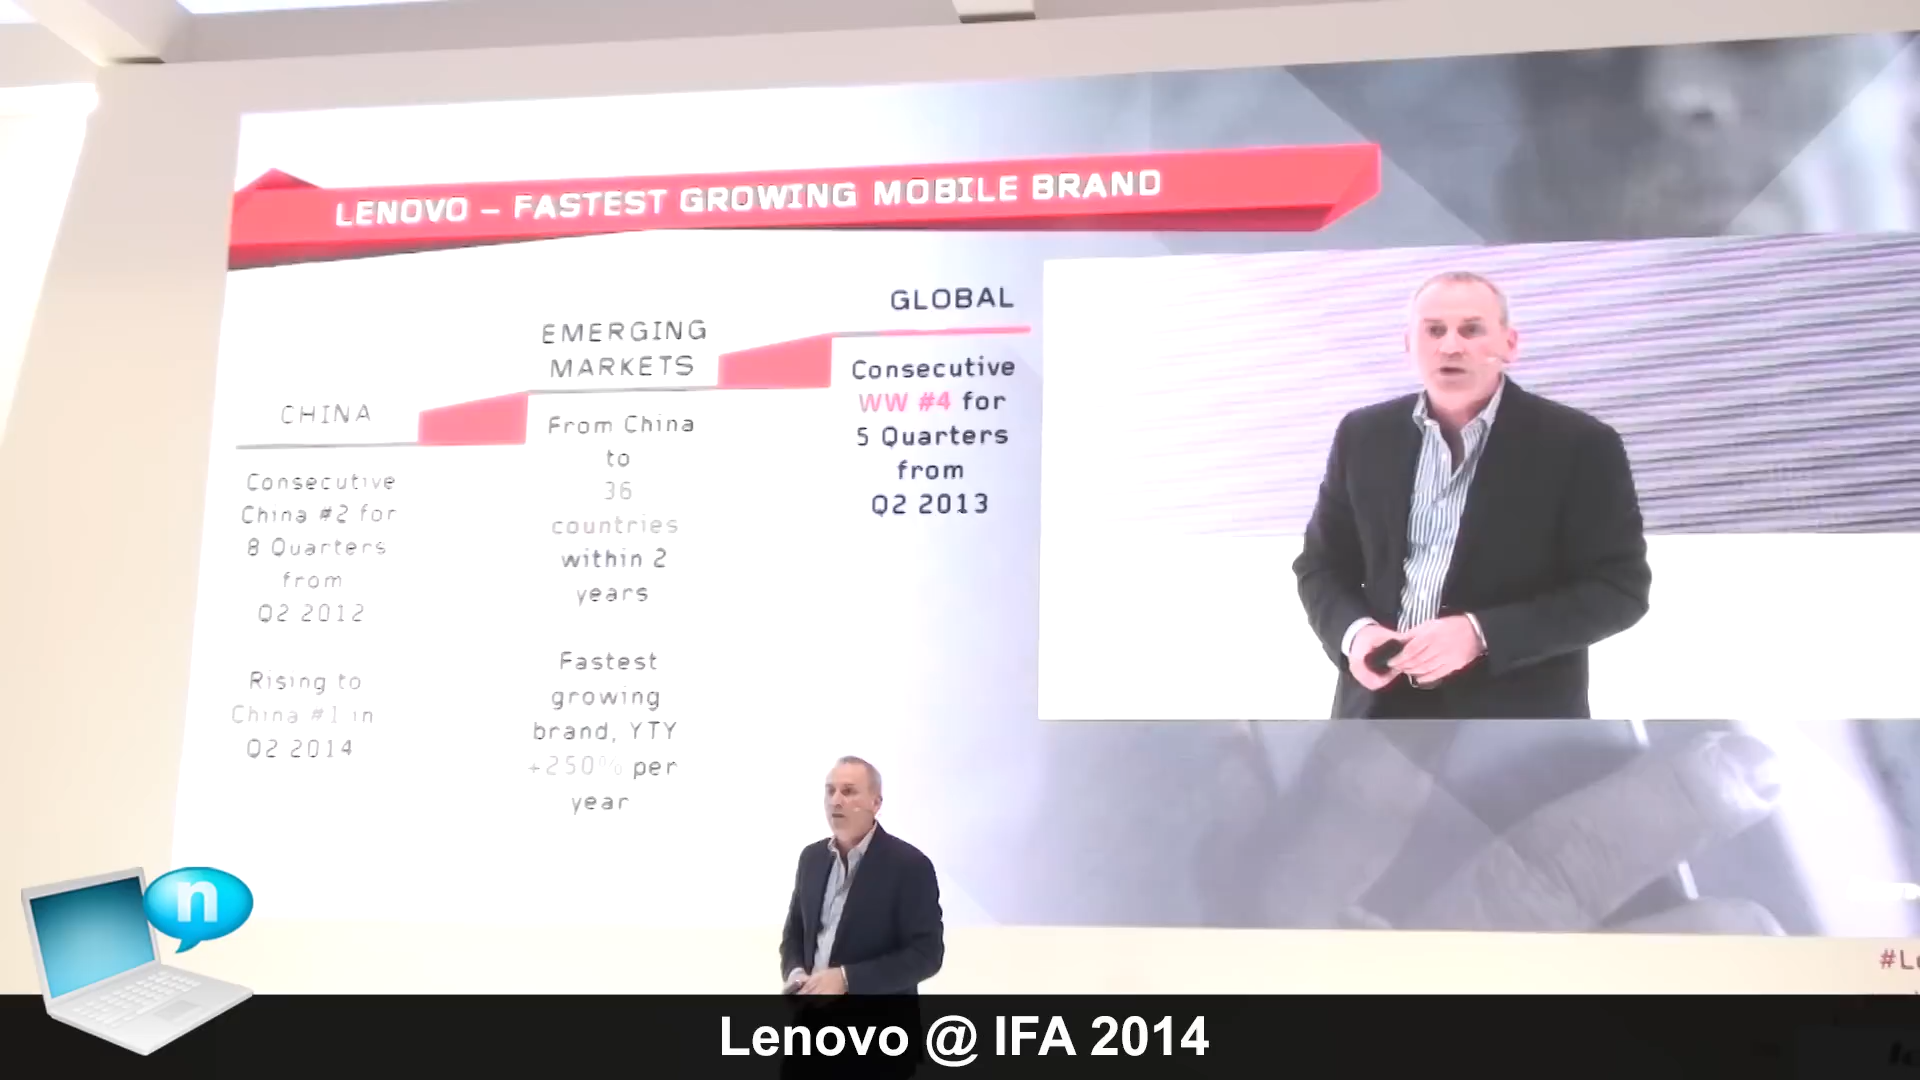 LENOVO – FASTEST GROWING MOBILE BRAND
CHINA
Consecutive
China #2 for
8 Quarters
from
Q2 2012
Rising to
China #1 in
Q2 2014
EMERGING
MARKETS
From China
to
36
countries
within 2
years
Fastest
growing
brand, YTY
+250% per
year
GLOBAL
Consecutive
WW #4 for
5 Quarters
from
Q2 2013
n
Lenovo @ IFA 2014